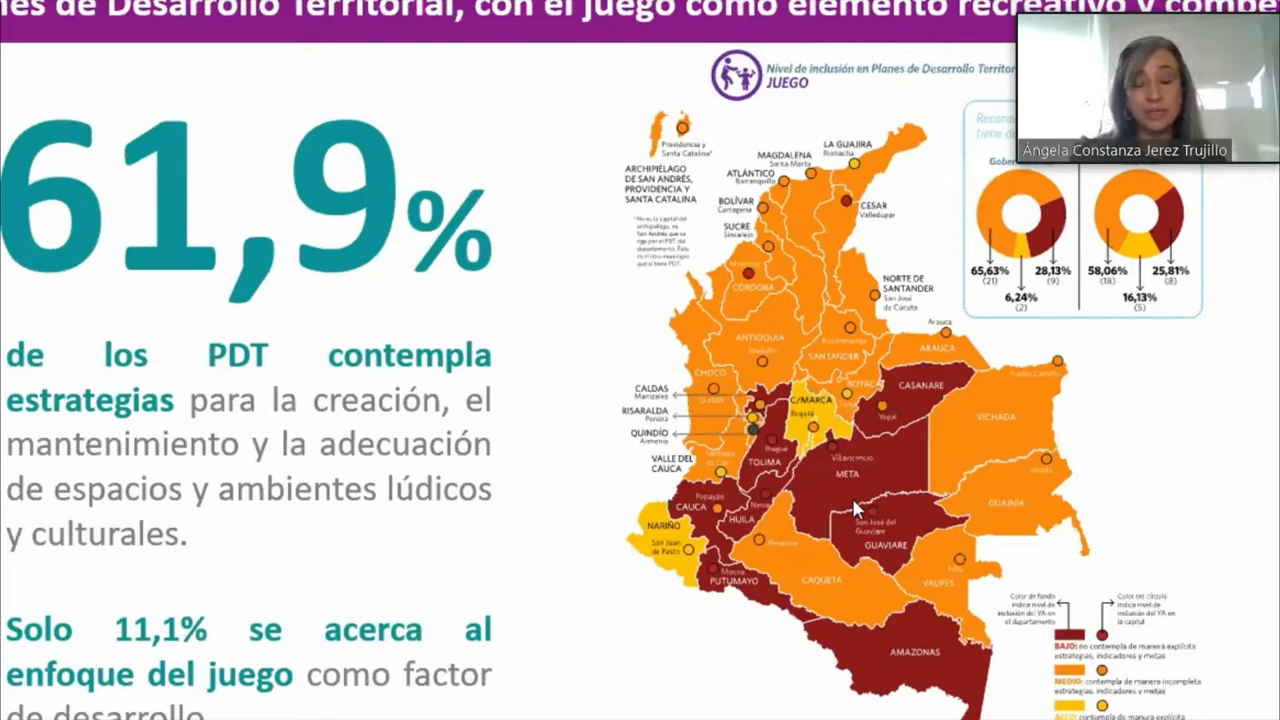 nes de Desarrollo Territorial, con el juego como elemento recreativo y compe
61,9%
de los PDT contempla
estrategias para la creación, el
mantenimiento y la adecuación
de espacios y ambientes lúdicos
y culturales.
Solo 11,1% se acerca al
enfoque del juego como factor
de desarrollo
Nivel de inclusión en Planes de Desarrollo Territor
JUEGO
Ángela Constanza Jerez Trujillo
65,63%
(21)
28,13%
(9)
6,24%
(2)
58,06%
(18)
25,81%
(8)
16,13%
(5)
Providencia y
Santa Catalina*
ARCHIPIÉLAGO
DE SAN ANDRÉS,
PROVIDENCIA Y
SANTA CATALINA
LA GUAJIRA
Riohacha
MAGDALENA
Santa Marta
ATLÁNTICO
Barranquilla
BOLÍVAR
Cartagena
CESAR
Valledupar
SUCRE
Sincelejo
CÓRDOBA
NORTE DE
SANTANDER
San José
de Cúcuta
ANTIOQUIA
Medellín
SANTANDER
Arauca
ARAUCA
CHOCÓ
Quibdó
BOYACÁ
CASANARE
Yopal
CALDAS
Manizales
RISARALDA
Pereira
QUINDÍO
Armenia
C/MARCA
Bogotá
VICHADA
VALLE DEL
CAUCA
TOLIMA
Ibagué
Villavicencio
META
GUAINÍA
Popayán
CAUCA
HUILA
Neiva
NARIÑO
San Juan
de Pasto
San José del
Guaviare
GUAVIARE
Mocoa
PUTUMAYO
CAQUETÁ
VAUPÉS
AMAZONAS
Color de fondo
indica nivel de
inclusión del YA en
el departamento
Color del círculo
indica nivel de
inclusión del YA en
la capital
BAJO: no contempla de manera explícita
estrategias, indicadores y metas
MEDIO: contempla de manera incompleta
estrategias, indicadores y metas
ALTO: contempla de manera explícita